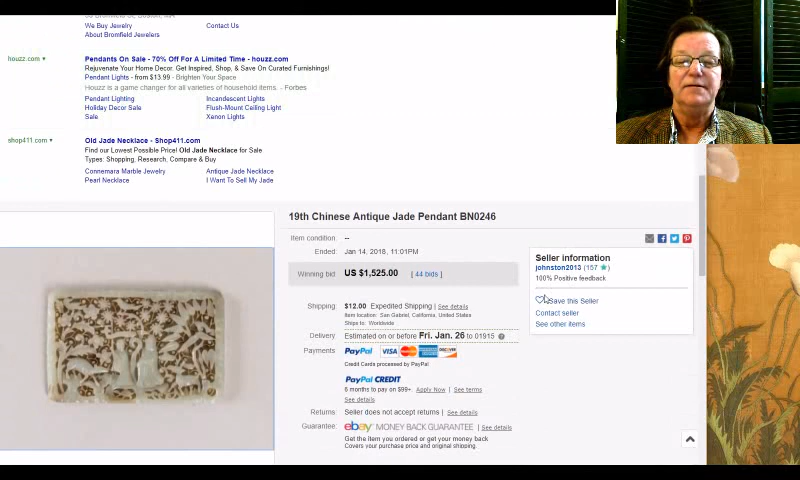 We Buy Jewelry
Contact Us
About Bromfield Jewelers
houzz.com
Pendants On Sale - 70% Off For A Limited Time - houzz.com
Rejuvenate Your Home Decor. Get Inspired, Shop, & Save On Curated Furnishings!
Pendant Lights - from $13.99 - Brighten Your Space
Houzz is a game changer for all varieties of household items. - Forbes
Pendant Lighting
Incandescent Lights
Holiday Decor Sale
Flush-Mount Ceiling Light
Sale
Xenon Lights
shop411.com
Old Jade Necklace - Shop411.com
Find our Lowest Possible Price! Old Jade Necklace for Sale
Types: Shopping, Research, Compare & Buy
Connemara Marble Jewelry
Antique Jade Necklace
Pearl Necklace
I Want To Sell My Jade
19th Chinese Antique Jade Pendant BN0246
Item condition: --
Ended: Jan 14, 2018, 11:01PM
Winning bid: US $1,525.00 [ 44 bids ]
Shipping: $12.00 Expedited Shipping | See details
Item location: San Gabriel, California, United States
Ships to: Worldwide
Delivery: Estimated on or before Fri. Jan. 26 to 01915
Payments: PayPal VISA MasterCard DISCOVER
Credit Cards processed by PayPal
PayPal CREDIT
6 months to pay on $99+. Apply Now | See terms
See details
Returns: Seller does not accept returns | See details
Guarantee: ebay MONEY BACK GUARANTEE | See details
Get the item you ordered or get your money back
Covers your purchase price and original shipping.
Seller information
johnston2013 (157)
100% Positive feedback
Save this Seller
Contact seller
See other items